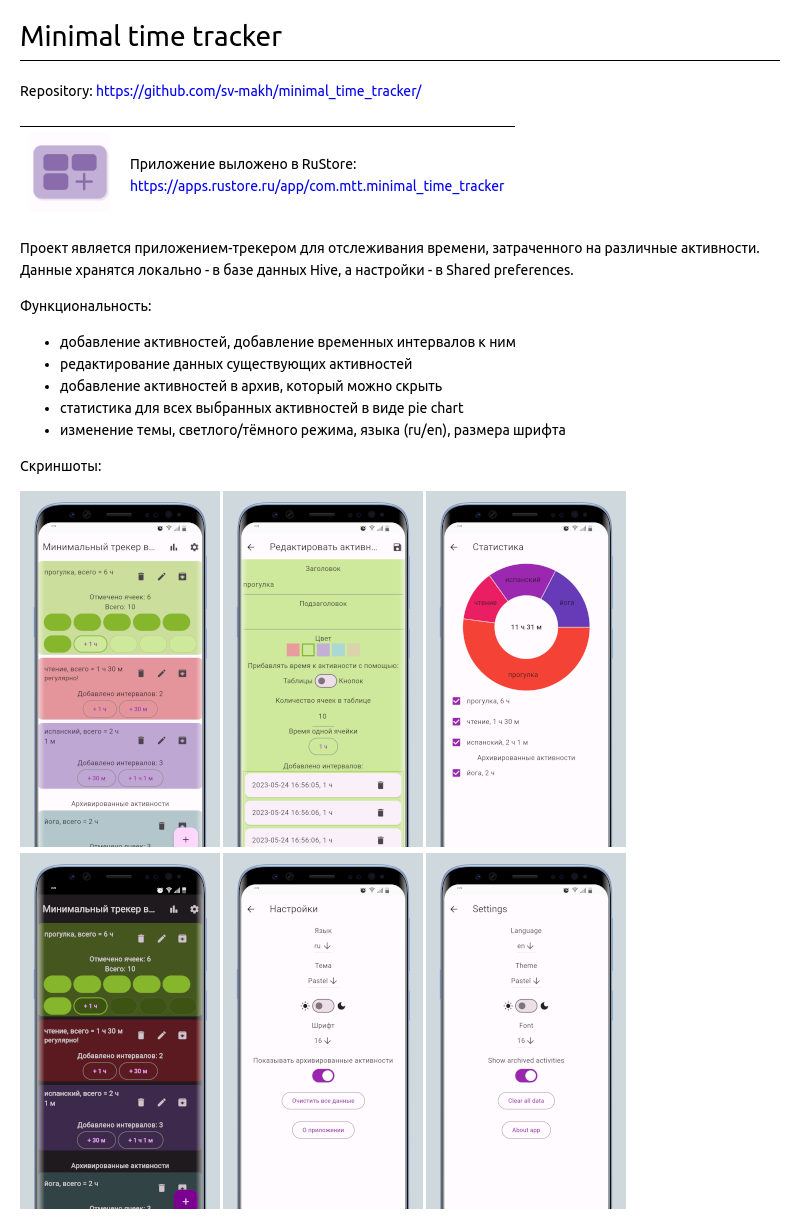 Minimal time tracker
Repository: https://github.com/sv-makh/minimal_time_tracker/
Приложение выложено в RuStore:
https://apps.rustore.ru/app/com.mtt.minimal_time_tracker
Проект является приложением-трекером для отслеживания времени, затраченного на различные активности.
Данные хранятся локально - в базе данных Hive, а настройки - в Shared preferences.
Функциональность:
• добавление активностей, добавление временных интервалов к ним
• редактирование данных существующих активностей
• добавление активностей в архив, который можно скрыть
• статистика для всех выбранных активностей в виде pie chart
• изменение темы, светлого/тёмного режима, языка (ru/en), размера шрифта
Скриншоты:
Минимальный трекер в...
прогулка, всего = 6 ч
Отмечено ячеек: 6
Всего: 10
+ 1 ч
чтение, всего = 1 ч 30 м
регулярно!
Добавлено интервалов: 2
+ 1 ч
+ 30 м
испанский, всего = 2 ч
1 м
Добавлено интервалов: 3
+ 30 м
+ 1 ч 1 м
Архивированные активности
йога, всего = 2 ч
Отмечено ячеек: 2
+
Редактировать активн...
Заголовок
прогулка
Подзаголовок
Цвет
Прибавлять время к активности с помощью:
Таблицы
Кнопок
Количество ячеек в таблице
10
Время одной ячейки
1 ч
Добавлено интервалов:
2023-05-24 16:56:05, 1 ч
2023-05-24 16:56:06, 1 ч
2023-05-24 16:56:06, 1 ч
Статистика
испанский
чтение
йога
11 ч 31 м
прогулка
прогулка, 6 ч
чтение, 1 ч 30 м
испанский, 2 ч 1 м
Архивированные активности
йога, 2 ч
Минимальный трекер в...
прогулка, всего = 6 ч
Отмечено ячеек: 6
Всего: 10
+ 1 ч
чтение, всего = 1 ч 30 м
регулярно!
Добавлено интервалов: 2
+ 1 ч
+ 30 м
испанский, всего = 2 ч
1 м
Добавлено интервалов: 3
+ 30 м
+ 1 ч 1 м
Архивированные активности
йога, всего = 2 ч
+
Настройки
Язык
ru
Тема
Pastel
Шрифт
16
Показывать архивированные активности
Очистить все данные
О приложении
Settings
Language
en
Theme
Pastel
Font
16
Show archived activities
Clear all data
About app